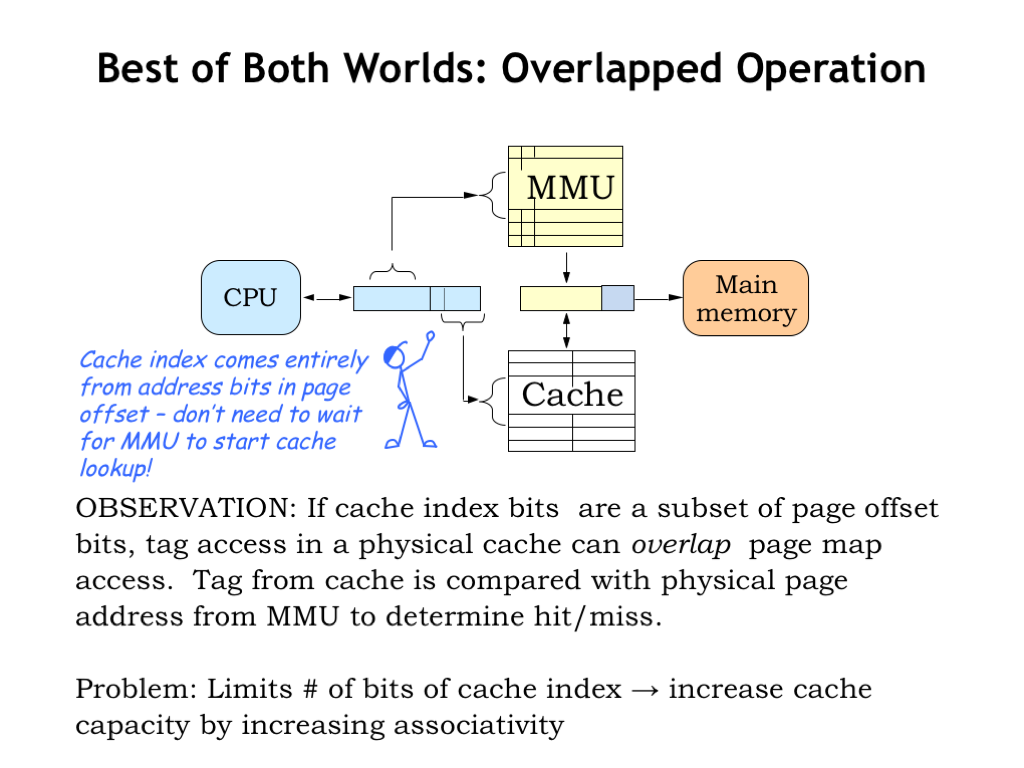 Best of Both Worlds: Overlapped Operation
MMU
CPU
Main
memory
Cache index comes entirely
from address bits in page
offset – don't need to wait
for MMU to start cache
lookup!
Cache
OBSERVATION: If cache index bits  are a subset of page offset
bits, tag access in a physical cache can overlap  page map
access.  Tag from cache is compared with physical page
address from MMU to determine hit/miss.
Problem: Limits # of bits of cache index → increase cache
capacity by increasing associativity